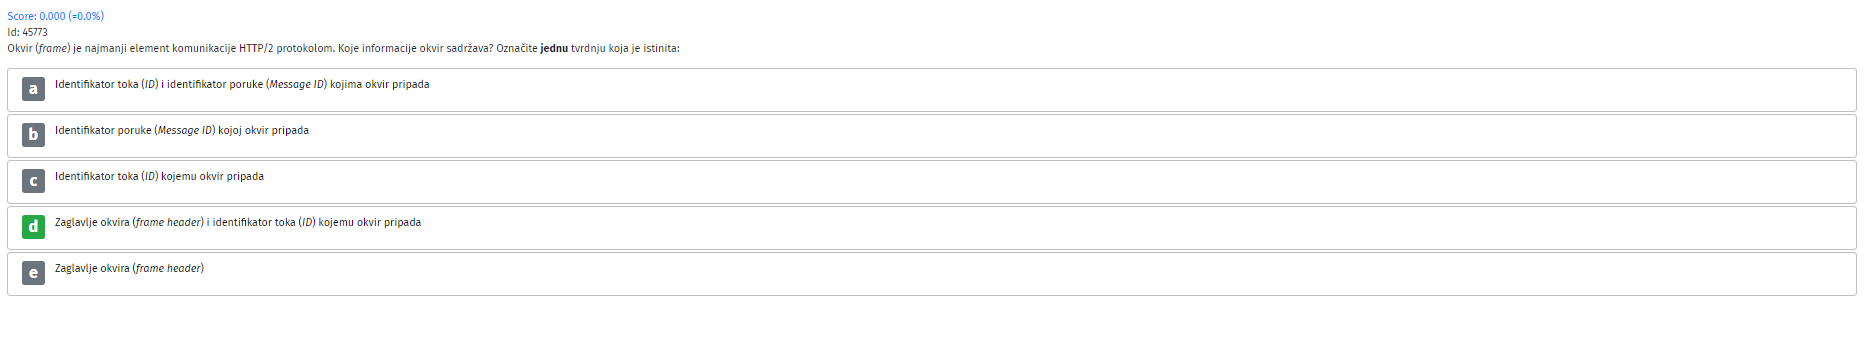 Score: 0.000 (=0.0%)
Id: 45773
Okvir (frame) je najmanji element komunikacije HTTP/2 protokolom. Koje informacije okvir sadržava? Označite jednu tvrdnju koja je istinita:
a Identifikator toka (ID) i identifikator poruke (Message ID) kojima okvir pripada
b Identifikator poruke (Message ID) kojoj okvir pripada
c Identifikator toka (ID) kojemu okvir pripada
d Zaglavlje okvira (frame header) i identifikator toka (ID) kojemu okvir pripada
e Zaglavlje okvira (frame header)